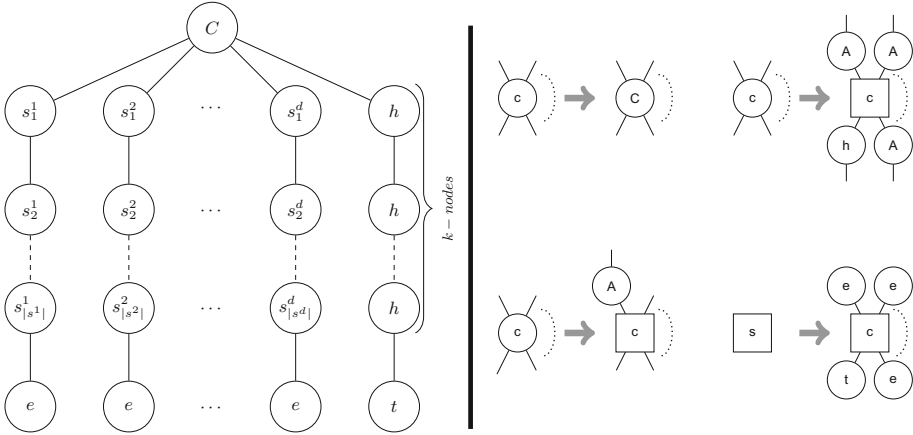 C
s_1^1 s_1^2 ... s_1^d h
s_2^1 s_2^2 ... s_2^d h
s_{|s^1|}^1 s_{|s^2|}^2 ... s_{|s^d|}^d h
e e ... e t
k − nodes
c C
c A A
c
h A
c A
c
s e e
c
t e